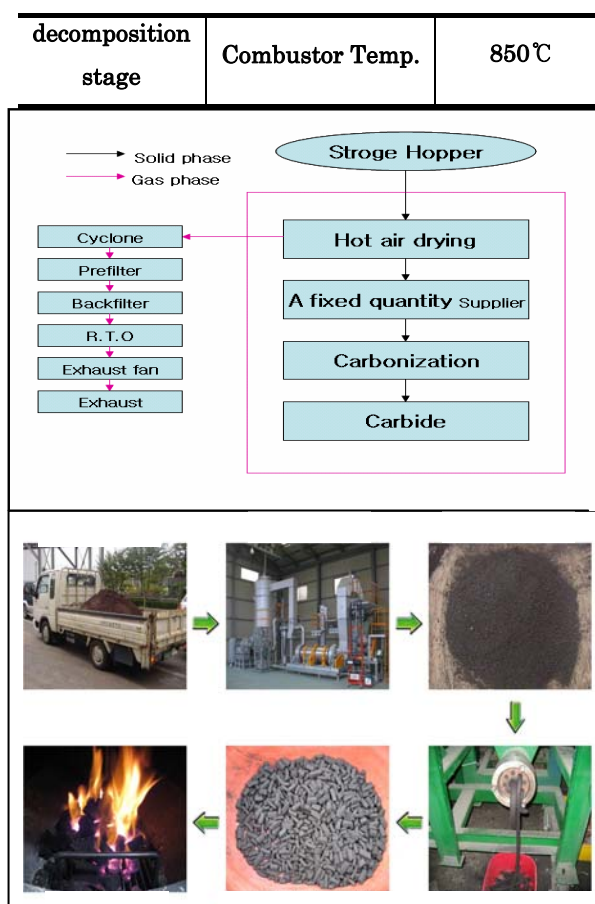 decomposition
stage
Combustor Temp.
850℃
Solid phase
Gas phase
Stroge Hopper
Cyclone
Hot air drying
Prefilter
Backfilter
A fixed quantity Supplier
R.T.O
Carbonization
Exhaust fan
Exhaust
Carbide